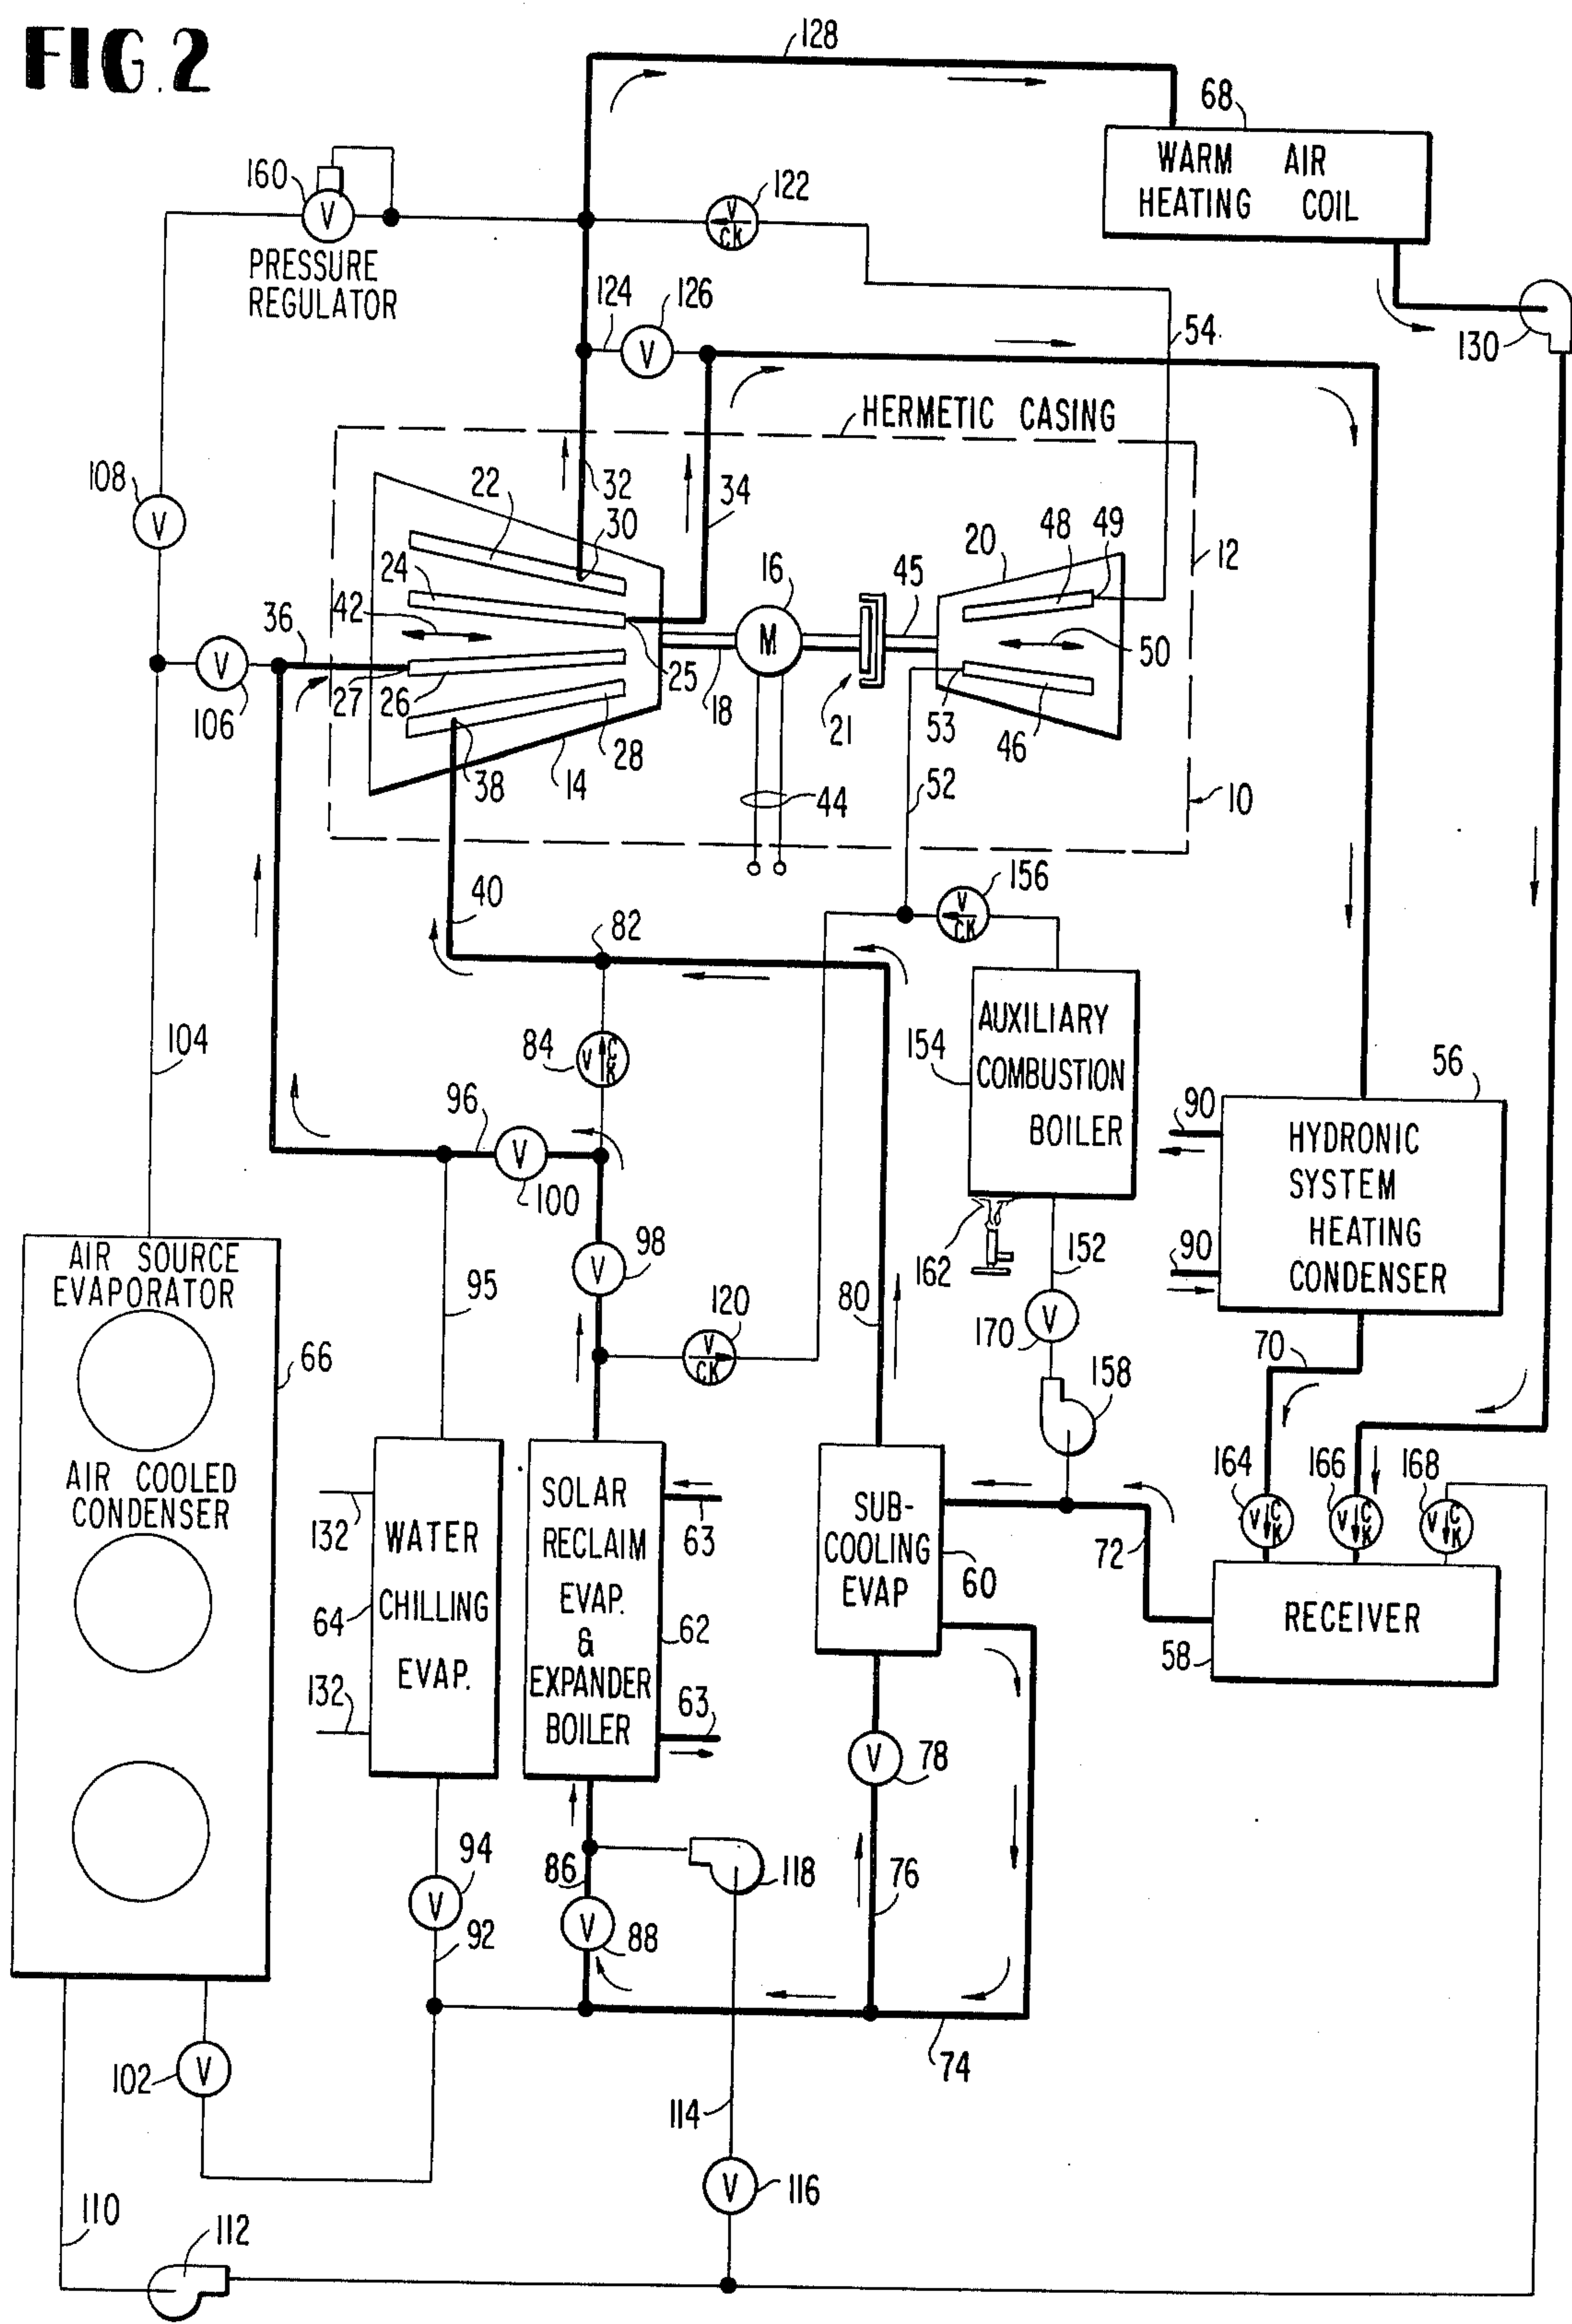 FIG.2
128
68
WARM AIR
HEATING COIL
160
V
122
V
CK
PRESSURE
REGULATOR
124
126
V
54
130
HERMETIC CASING
108
V
22
32
30
34
24
42
36
27
26
25
18
16
M
45
20
48
49
12
50
21
53
46
V
106
38
14
28
44
52
10
40
82
156
V
CK
84
V
CK
AUXILIARY
COMBUSTION
BOILER
154
104
96
V
100
56
90
HYDRONIC
SYSTEM
HEATING
CONDENSER
90
98
V
95
162
152
80
120
V
CK
170
V
AIR SOURCE
EVAPORATOR
66
70
158
AIR COOLED
CONDENSER
164
166
168
V
CK
V
CK
V
CK
132
WATER
CHILLING
EVAP.
64
132
SOLAR
RECLAIM
EVAP.
&
EXPANDER
BOILER
63
62
63
SUB-
COOLING
EVAP
60
72
RECEIVER
58
V
78
94
V
92
86
118
V
88
76
102
V
74
114
V
116
110
112